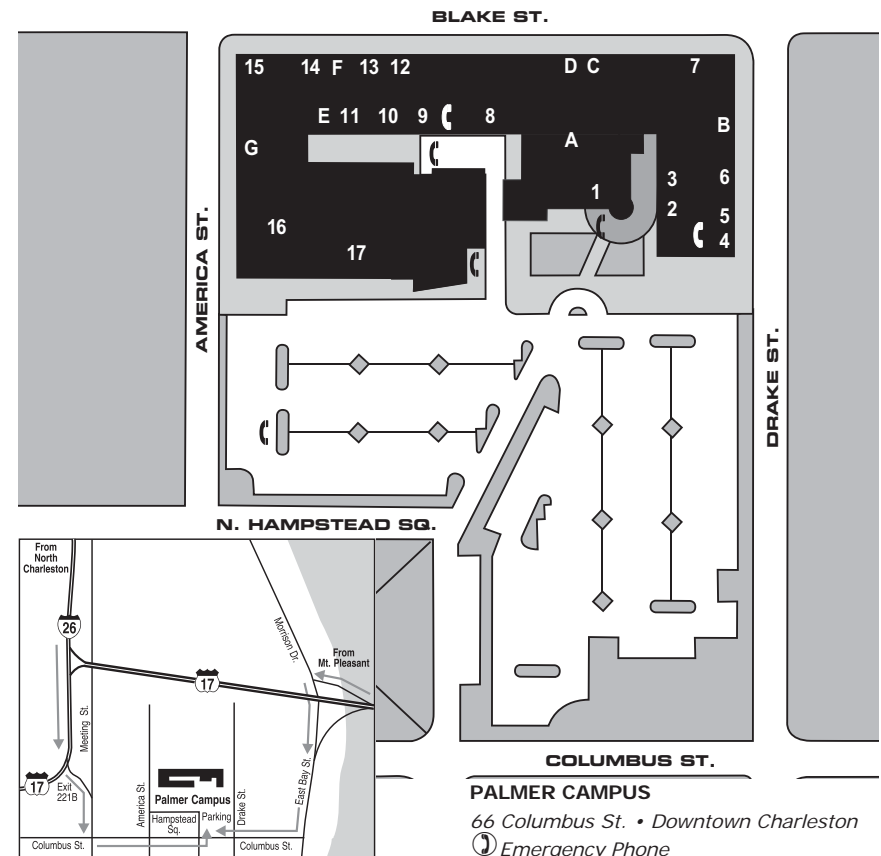 BLAKE ST.
15 14 F 13 12 D C 7
E 11 10 9 8 B
G A
1 3 6
2 5
4
16
17
AMERICA ST.
DRAKE ST.
N. HAMPSTEAD SQ.
From
North
Charleston
26
Morrison Dr.
From
Mt. Pleasant
17
Meeting St.
17
Exit
221B
America St.
Palmer Campus
Hampstead
Sq.
Parking
Drake St.
East Bay St.
Columbus St.
Columbus St.
COLUMBUS ST.
PALMER CAMPUS
66 Columbus St. • Downtown Charleston
Emergency Phone